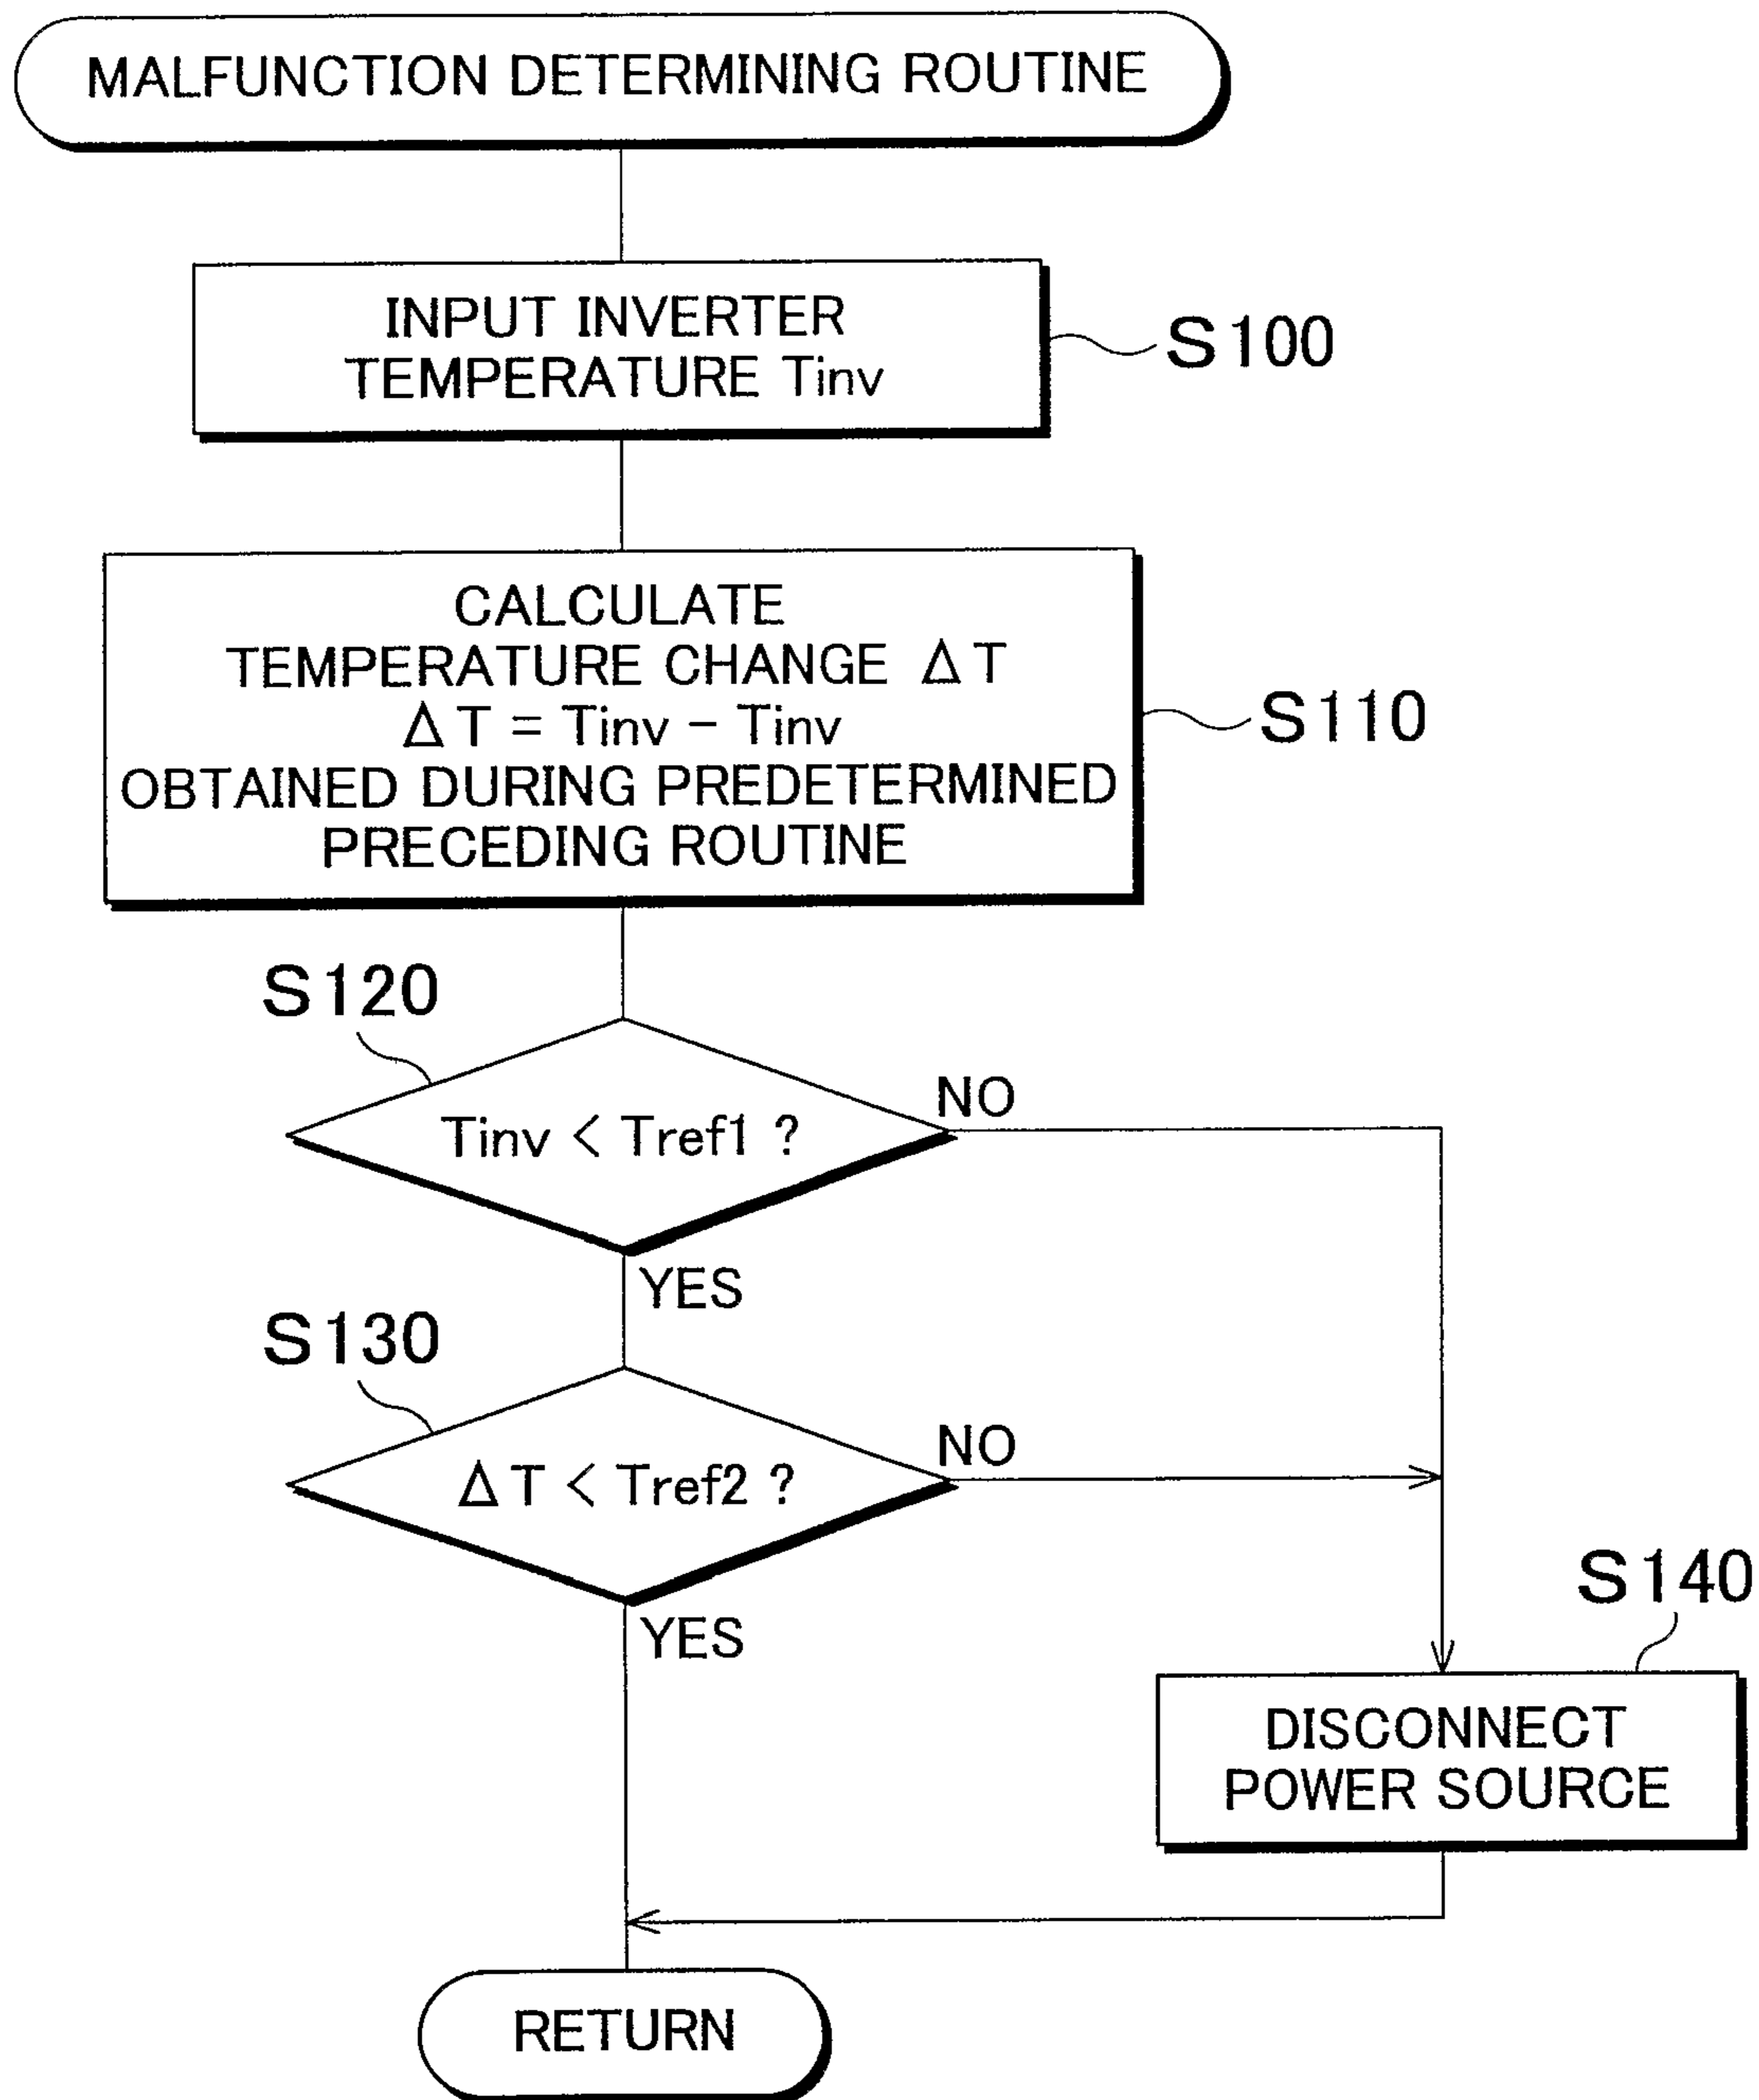 MALFUNCTION DETERMINING ROUTINE
INPUT INVERTER
TEMPERATURE Tinv
S100
CALCULATE
TEMPERATURE CHANGE ΔT
ΔT = Tinv - Tinv
OBTAINED DURING PREDETERMINED
PRECEDING ROUTINE
S110
S120
Tinv < Tref1 ?
NO
YES
S130
ΔT < Tref2 ?
NO
YES
S140
DISCONNECT
POWER SOURCE
RETURN